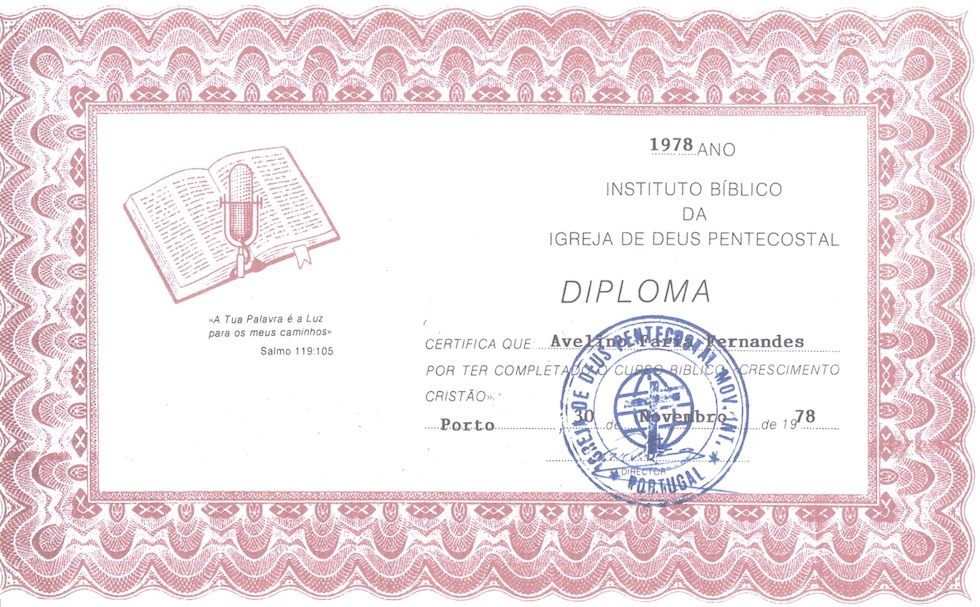 1978 ANO
INSTITUTO BÍBLICO
DA
IGREJA DE DEUS PENTECOSTAL
DIPLOMA
«A Tua Palavra é a Luz
para os meus caminhos»
Salmo 119:105
CERTIFICA QUE Avelino Faria Fernandes
POR TER COMPLETADO O CURSO BÍBLICO «CRESCIMENTO
CRISTÃO».
Porto, 30 de Novembro de 1978
DIRECTOR
IGREJA DE DEUS PENTECOSTAL MOV. INT.
PORTUGAL